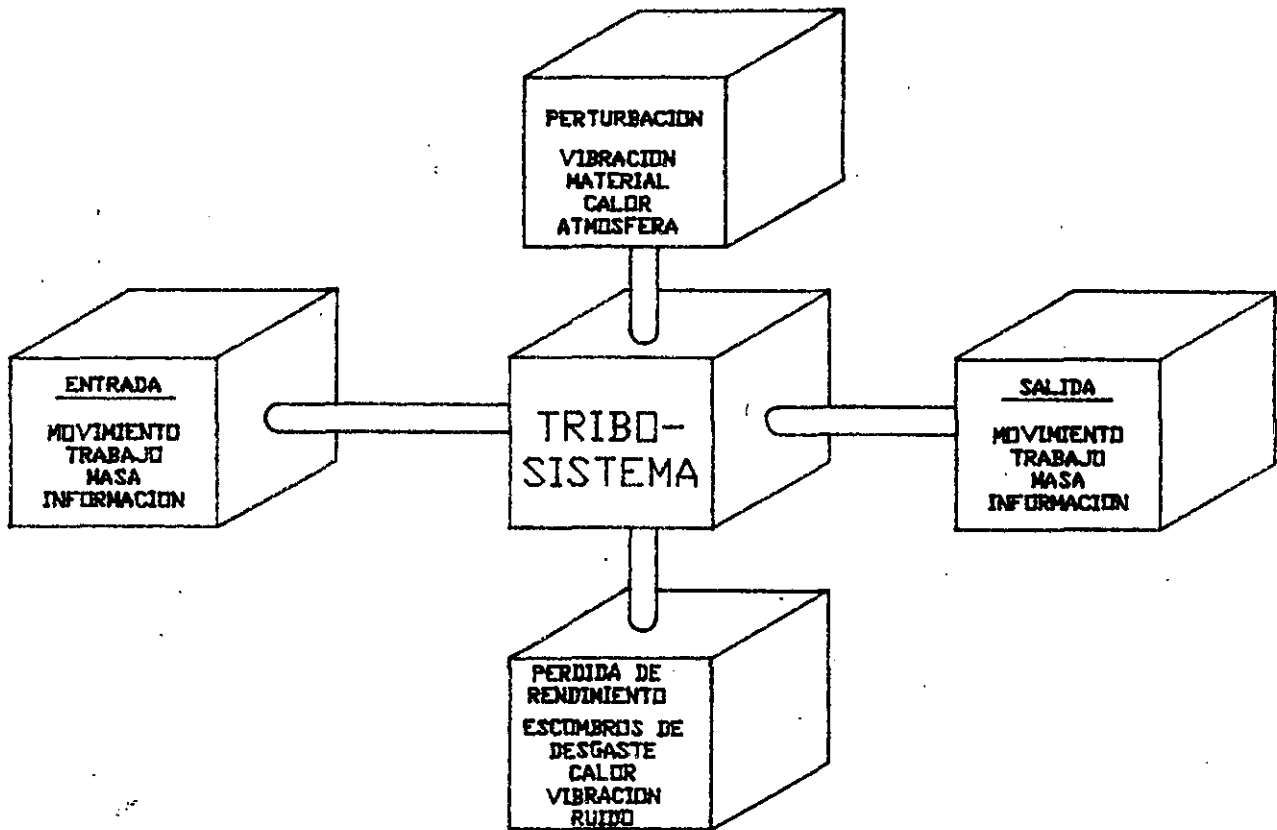 PERTURBACION
VIBRACION
MATERIAL
CALOR
ATMOSFERA
ENTRADA
MOVIMIENTO
TRABAJO
MASA
INFORMACION
TRIBO-
SISTEMA
SALIDA
MOVIMIENTO
TRABAJO
MASA
INFORMACION
PERDIDA DE
RENDIMIENTO
ESCOMBROS DE
DESGASTE
CALOR
VIBRACION
RUIDO